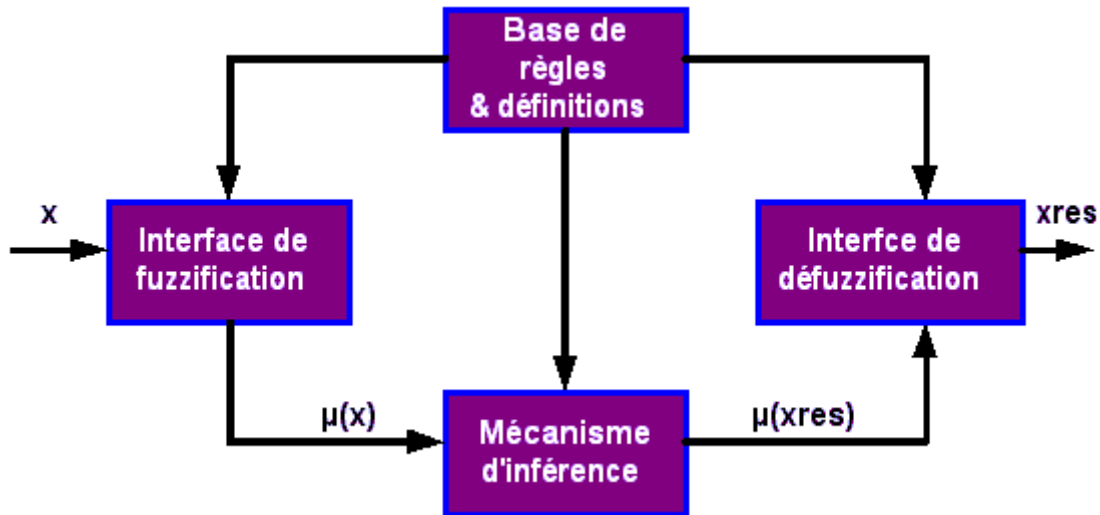 Base de
règles
& définitions
x
Interface de
fuzzification
Interfce de
défuzzification
xres
μ(x)
Mécanisme
d'inférence
μ(xres)